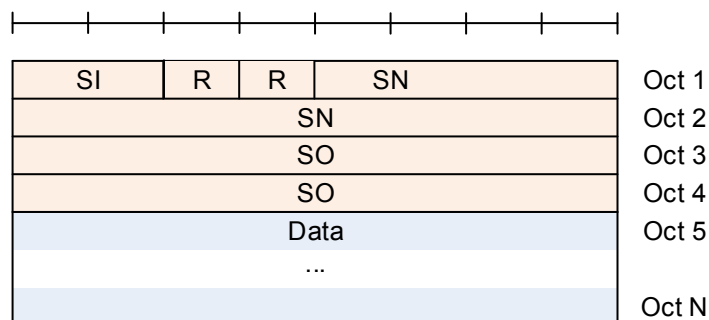 SI R R SN Oct 1
SN Oct 2
SO Oct 3
SO Oct 4
Data Oct 5
...
Oct N